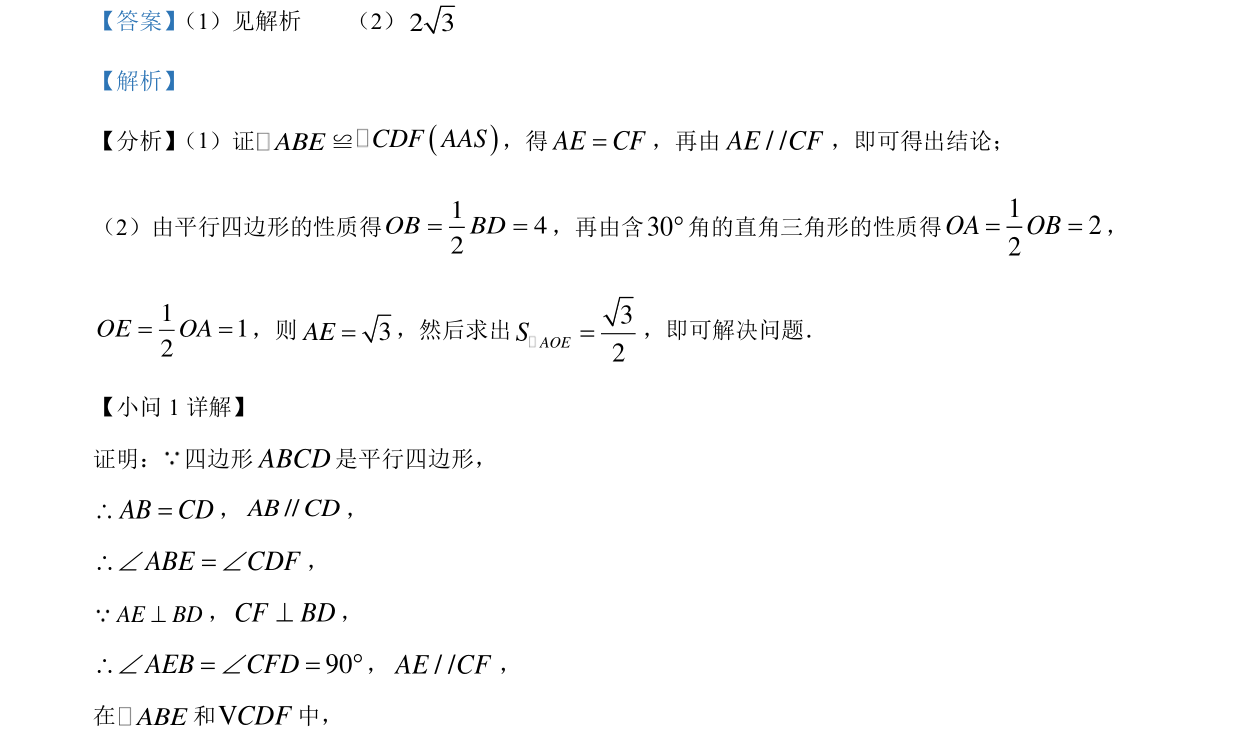 【答案】（1）见解析 （2）2√3
【解析】
【分析】（1）证□ABE≌□CDF(AAS)，得AE=CF，再由AE//CF，即可得出结论；
（2）由平行四边形的性质得OB=1/2BD=4，再由含30°角的直角三角形的性质得OA=1/2OB=2，
OE=1/2OA=1，则AE=√3，然后求出S□AOE=√3/2，即可解决问题．
【小问1详解】
证明：∵四边形ABCD是平行四边形，
∴AB=CD，AB//CD，
∴∠ABE=∠CDF，
∵AE⊥BD，CF⊥BD，
∴∠AEB=∠CFD=90°，AE//CF，
在□ABE和VCDF中，